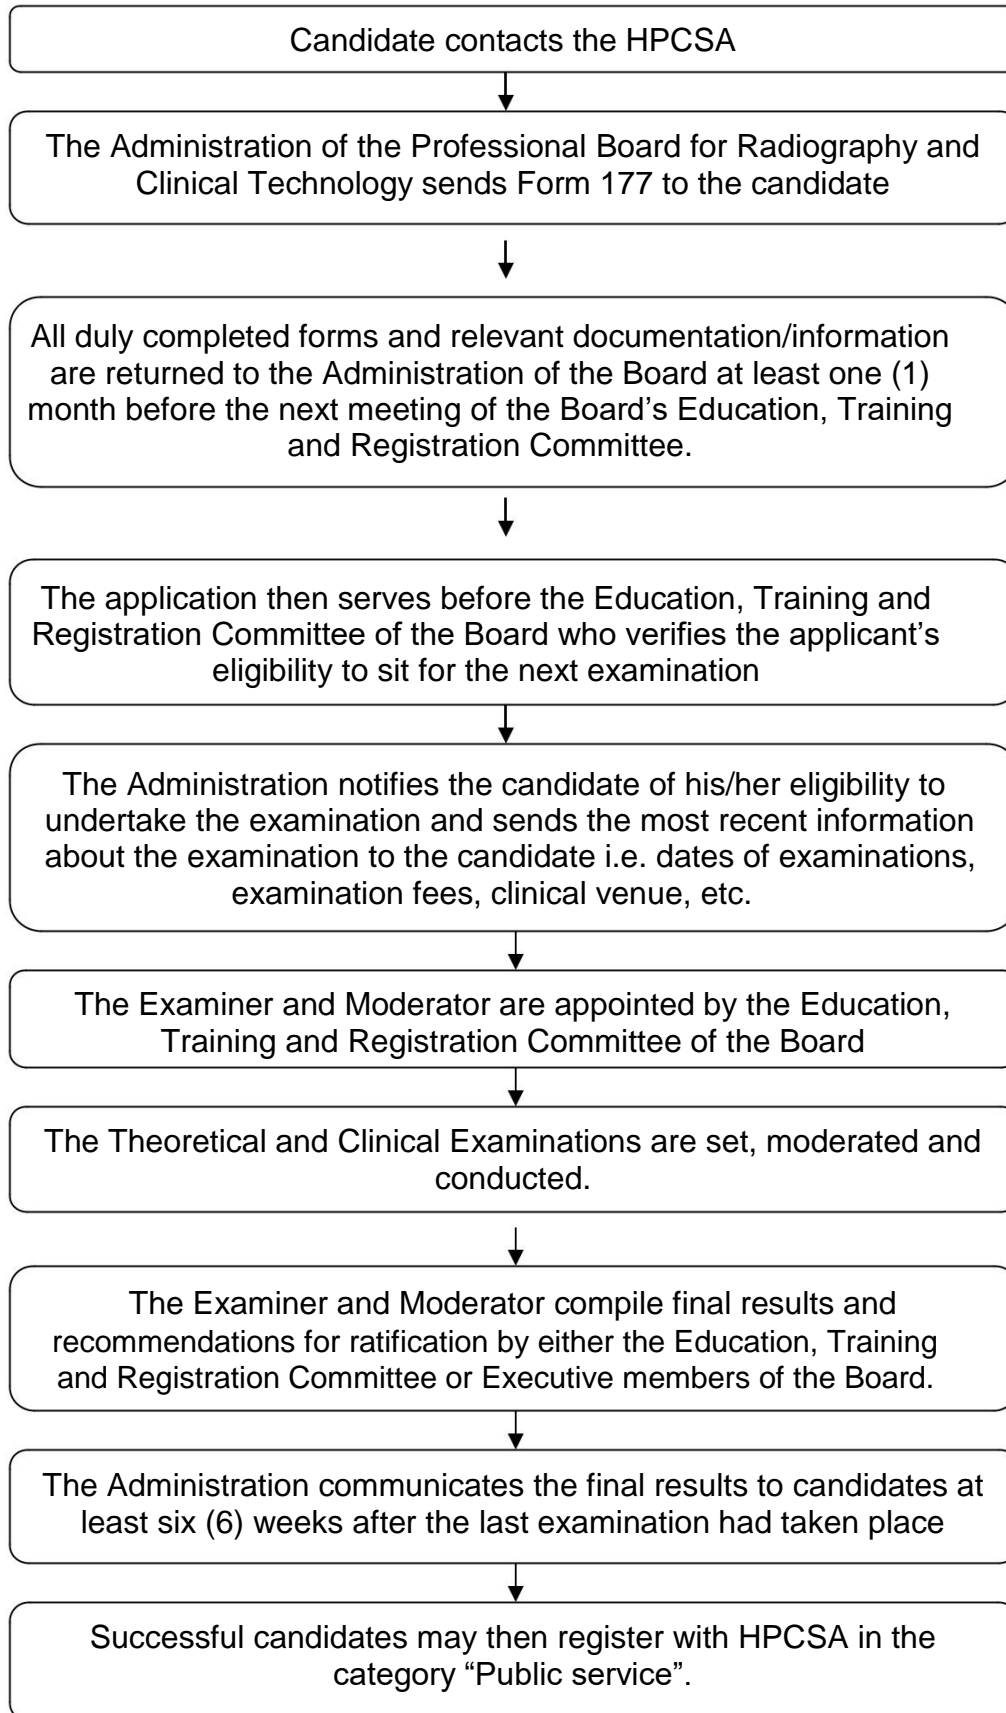 Candidate contacts the HPCSA
The Administration of the Professional Board for Radiography and
Clinical Technology sends Form 177 to the candidate
All duly completed forms and relevant documentation/information
are returned to the Administration of the Board at least one (1)
month before the next meeting of the Board’s Education, Training
and Registration Committee.
The application then serves before the Education, Training and
Registration Committee of the Board who verifies the applicant’s
eligibility to sit for the next examination
The Administration notifies the candidate of his/her eligibility to
undertake the examination and sends the most recent information
about the examination to the candidate i.e. dates of examinations,
examination fees, clinical venue, etc.
The Examiner and Moderator are appointed by the Education,
Training and Registration Committee of the Board
The Theoretical and Clinical Examinations are set, moderated and
conducted.
The Examiner and Moderator compile final results and
recommendations for ratification by either the Education, Training
and Registration Committee or Executive members of the Board.
The Administration communicates the final results to candidates at
least six (6) weeks after the last examination had taken place
Successful candidates may then register with HPCSA in the
category “Public service”.